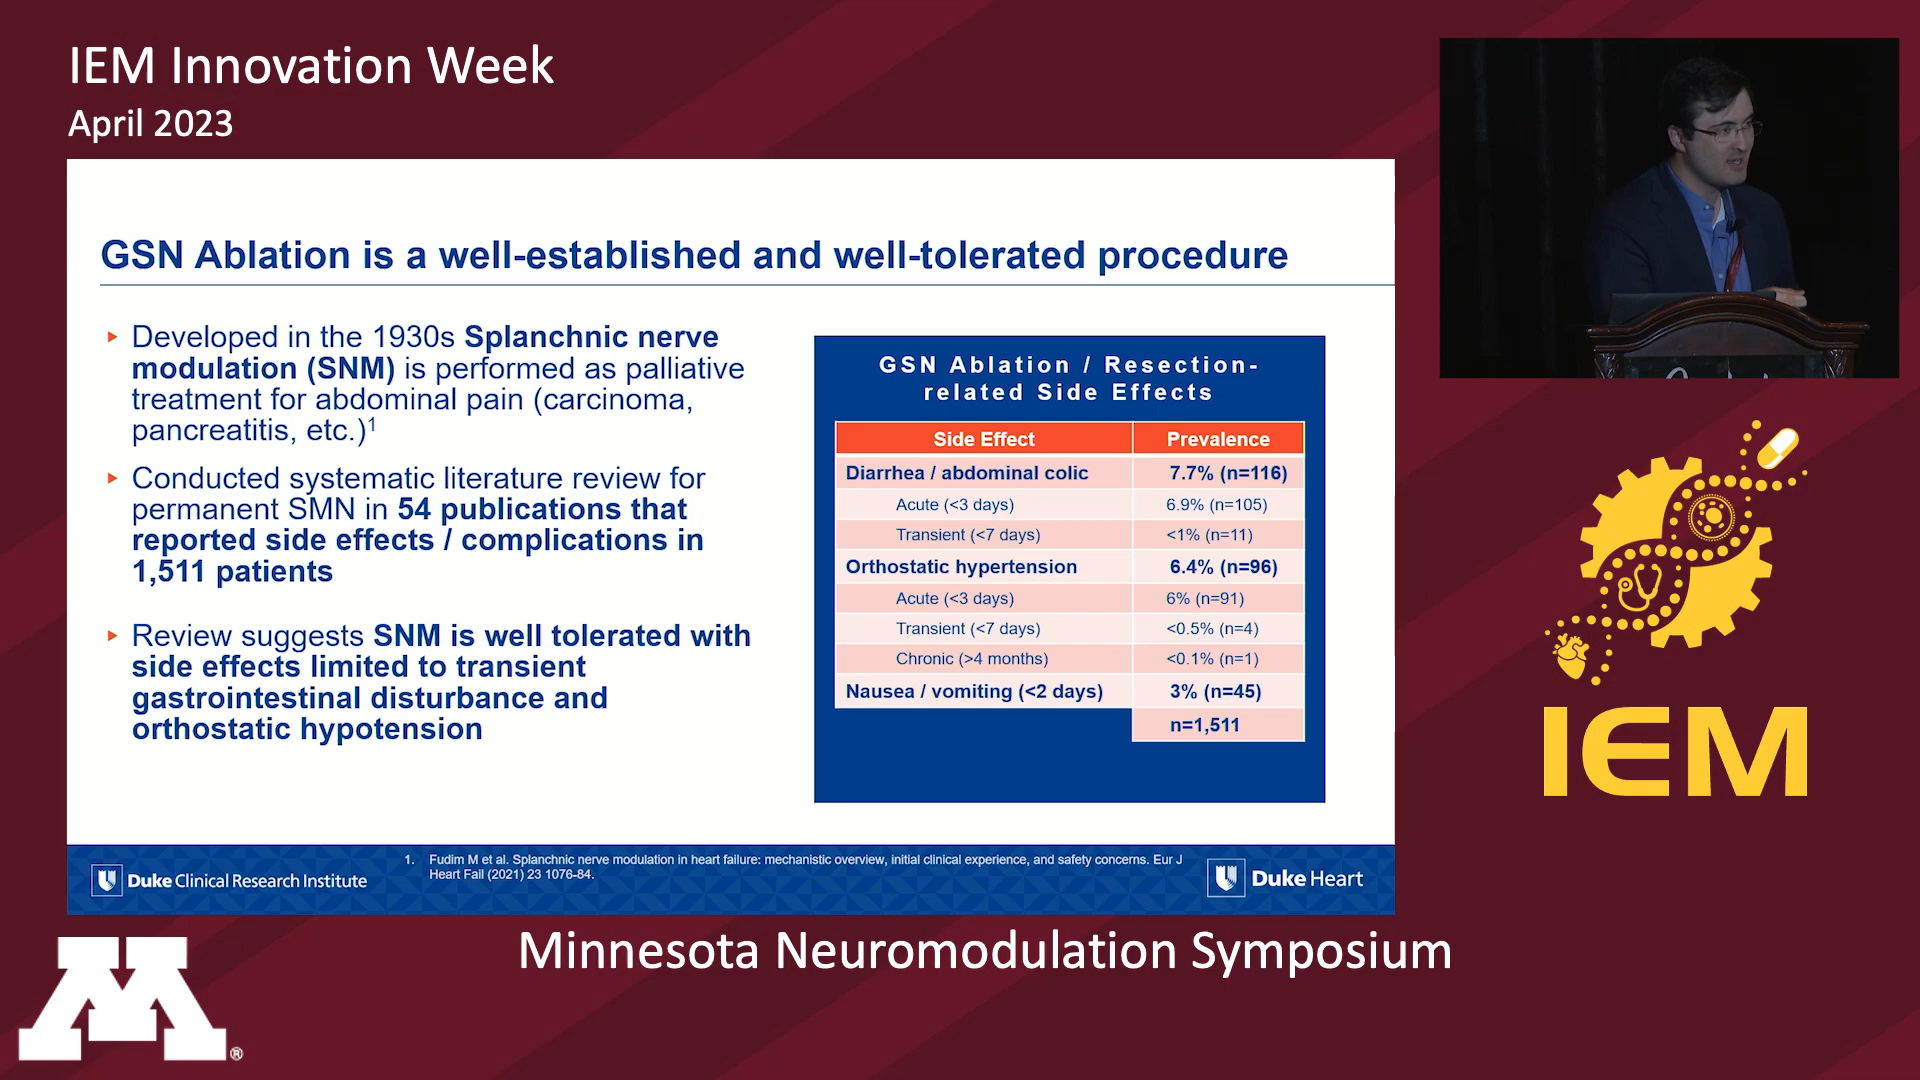 IEM Innovation Week
April 2023
GSN Ablation is a well-established and well-tolerated procedure
Developed in the 1930s Splanchnic nerve
modulation (SNM) is performed as palliative
treatment for abdominal pain (carcinoma,
pancreatitis, etc.)1
Conducted systematic literature review for
permanent SMN in 54 publications that
reported side effects / complications in
1,511 patients
Review suggests SNM is well tolerated with
side effects limited to transient
gastrointestinal disturbance and
orthostatic hypotension
GSN Ablation / Resection-
related Side Effects
Side Effect Prevalence
Diarrhea / abdominal colic 7.7% (n=116)
Acute (<3 days) 6.9% (n=105)
Transient (<7 days) <1% (n=11)
Orthostatic hypertension 6.4% (n=96)
Acute (<3 days) 6% (n=91)
Transient (<7 days) <0.5% (n=4)
Chronic (>4 months) <0.1% (n=1)
Nausea / vomiting (<2 days) 3% (n=45)
n=1,511
1. Fudim M et al. Splanchnic nerve modulation in heart failure: mechanistic overview, initial clinical experience, and safety concerns. Eur J
Heart Fail (2021) 23 1076-84.
Duke Clinical Research Institute
Duke Heart
IEM
Minnesota Neuromodulation Symposium
M®